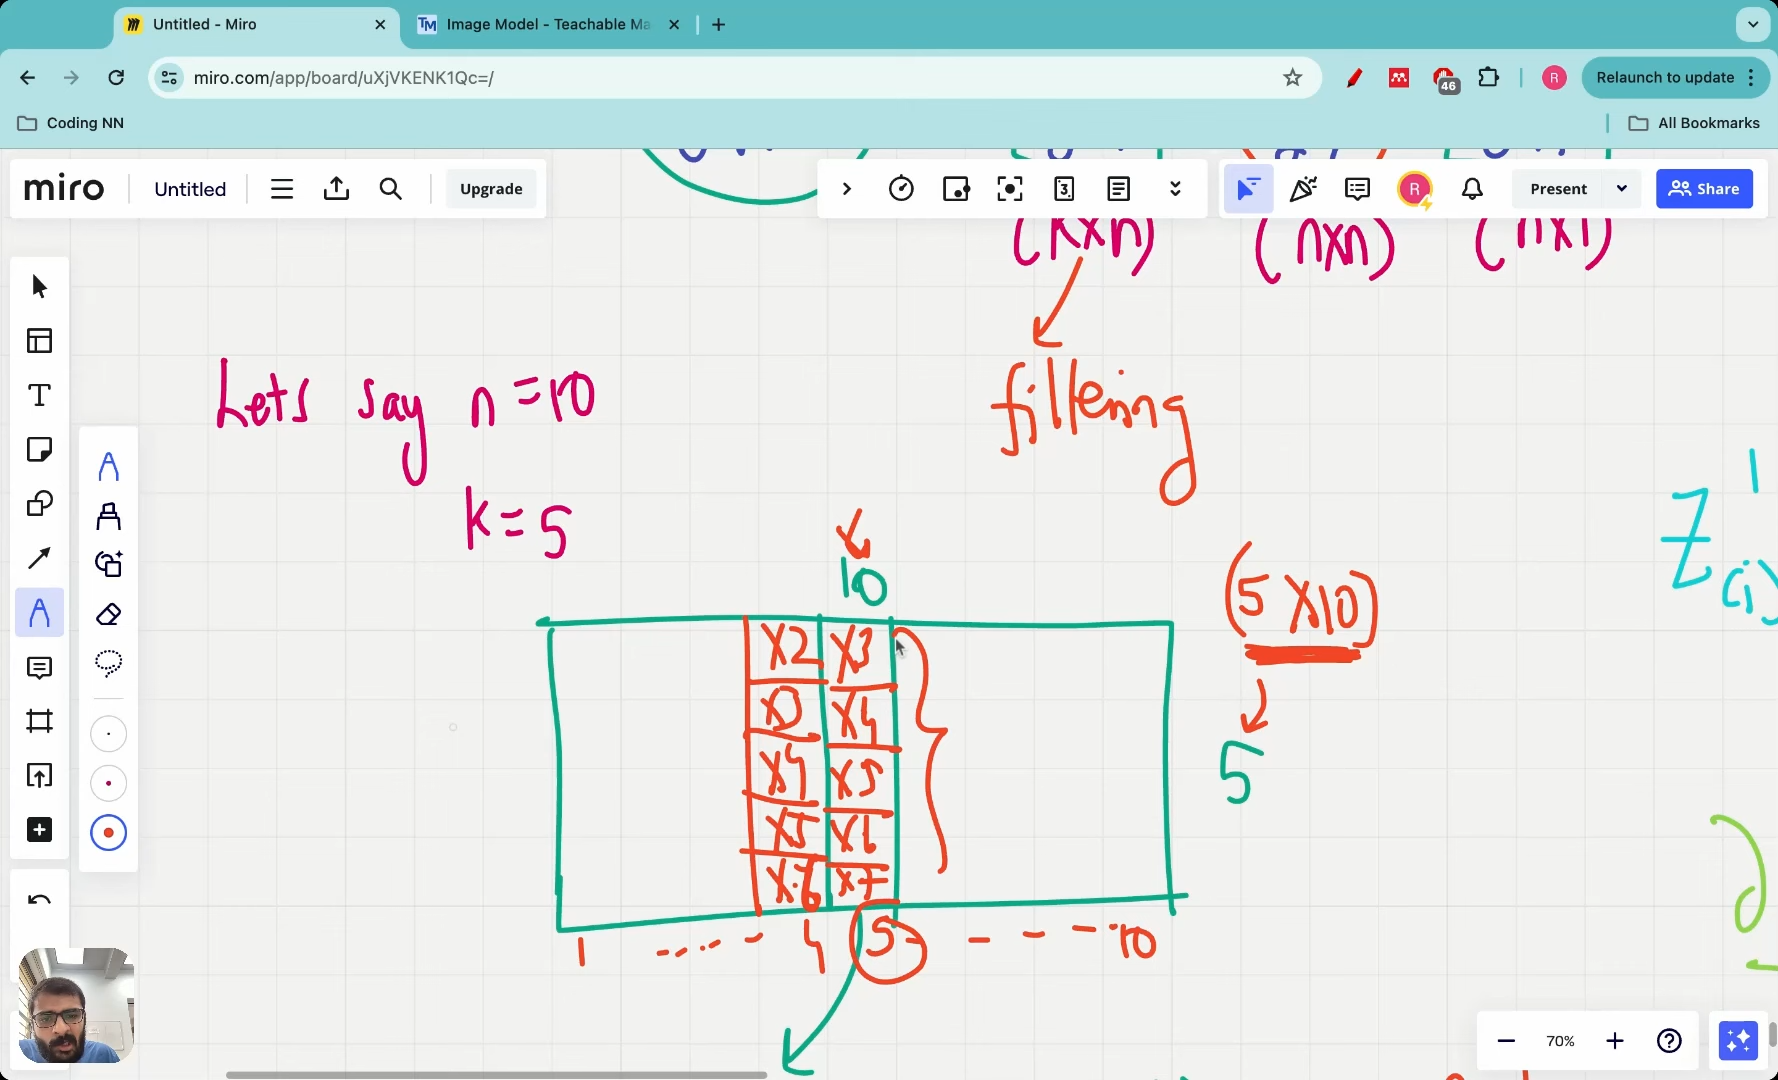 Untitled - Miro
Image Model - Teachable Ma
miro.com/app/board/uXjVKENK1Qc=/
46
R
Relaunch to update
Coding NN
All Bookmarks
miro
Untitled
Upgrade
3
R
Present
Share
(kxn) (nxn) (nx1)
filtering
Lets say n=10
k=5
10
(5 X10)
5
X2 X3
X3 X4
X4 X5
X5 X6
X6 X7
1 4 5 10
Z
(i)
T
70%